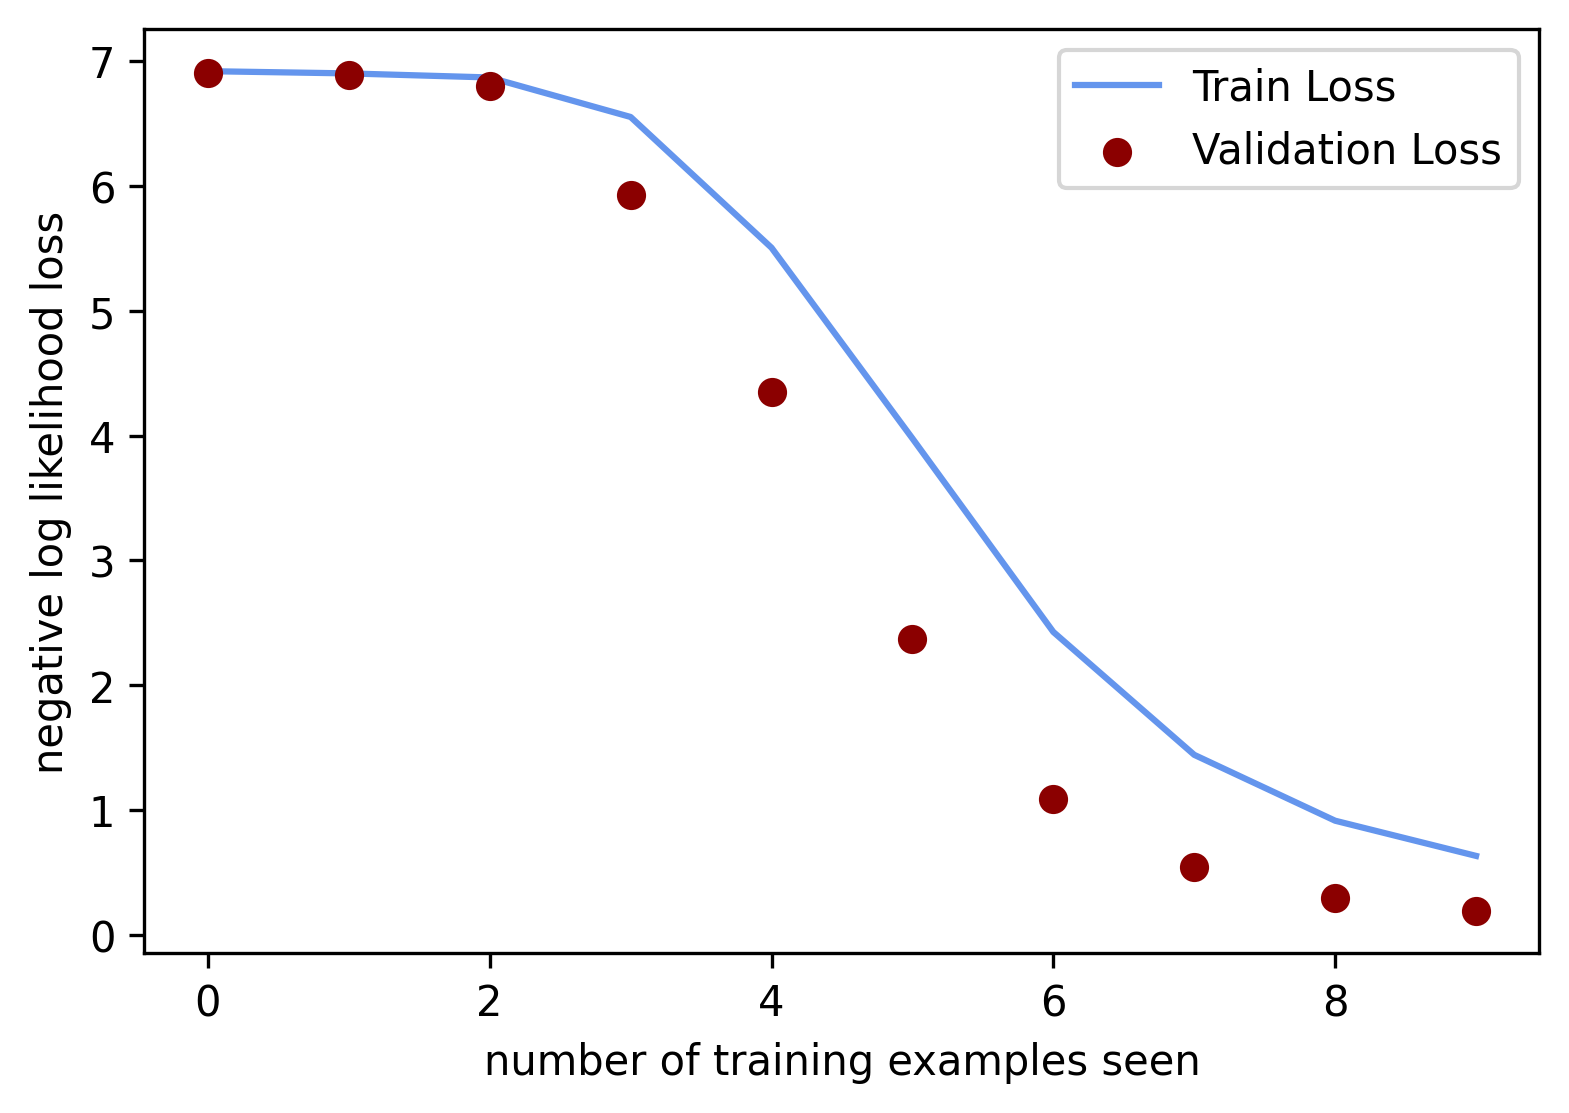 7
6
5
4
3
2
1
0
negative log likelihood loss
Train Loss
Validation Loss
0 2 4 6 8
number of training examples seen